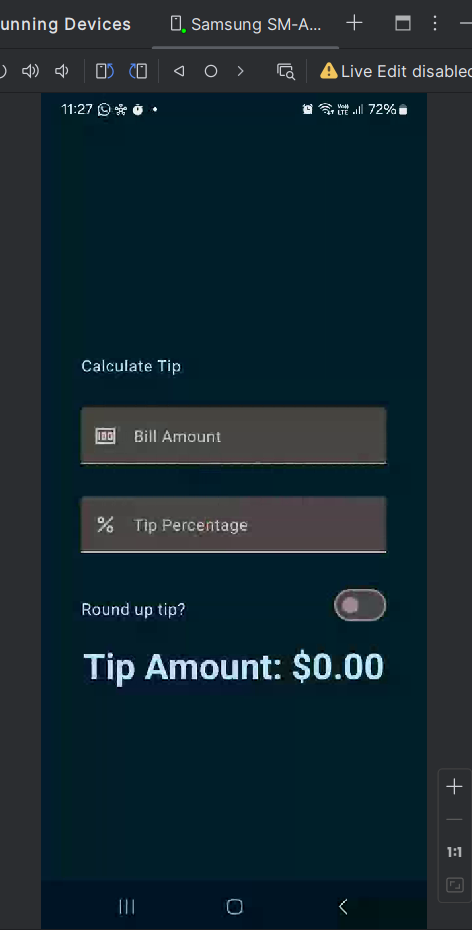 unning Devices
Samsung SM-A...
Live Edit disabled
11:27
72%
Calculate Tip
Bill Amount
% Tip Percentage
Round up tip?
Tip Amount: $0.00
1:1